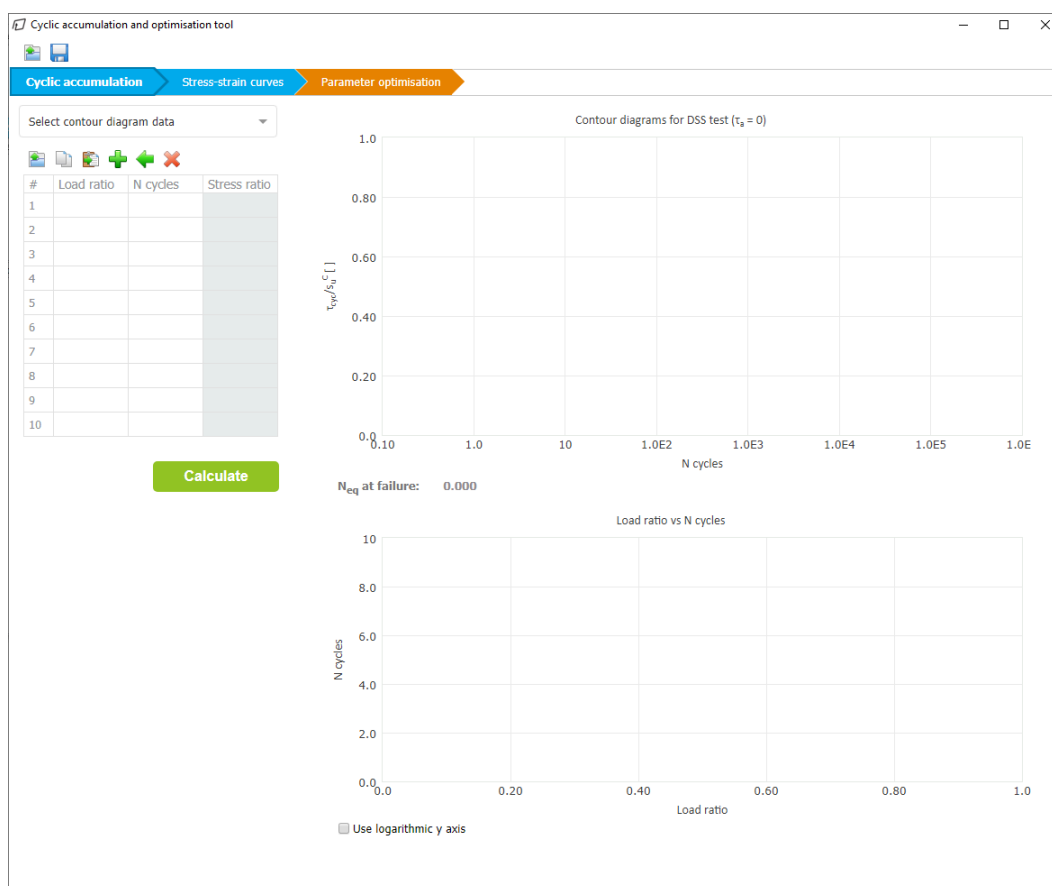 Cyclic accumulation and optimisation tool
Cyclic accumulation Stress-strain curves Parameter optimisation
Select contour diagram data
# Load ratio N cycles Stress ratio
1
2
3
4
5
6
7
8
9
10
Calculate
Contour diagrams for DSS test (τa = 0)
1.0
0.80
0.60
0.40
0.20
0.0
τcyc/suC [ ]
0.10 1.0 10 1.0E2 1.0E3 1.0E4 1.0E5 1.0E
N cycles
Neq at failure: 0.000
Load ratio vs N cycles
10
8.0
6.0
4.0
2.0
0.0
N cycles
0.0 0.20 0.40 0.60 0.80 1.0
Load ratio
Use logarithmic y axis